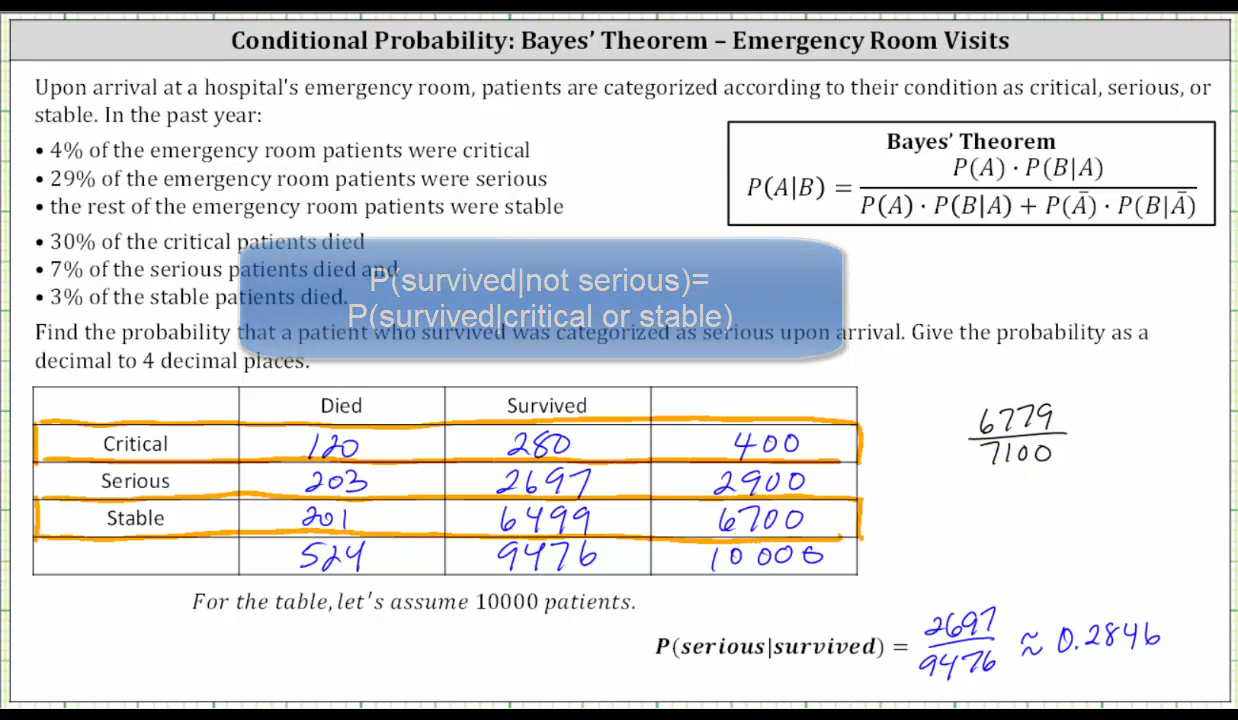 Conditional Probability: Bayes’ Theorem – Emergency Room Visits
Upon arrival at a hospital's emergency room, patients are categorized according to their condition as critical, serious, or
stable. In the past year:
• 4% of the emergency room patients were critical
• 29% of the emergency room patients were serious
• the rest of the emergency room patients were stable
• 30% of the critical patients died
• 7% of the serious patients died and
• 3% of the stable patients died.
Bayes’ Theorem
P(A|B) = P(A) · P(B|A) / P(A) · P(B|A) + P(Ā) · P(B|Ā)
P(survived|not serious)=
P(survived|critical or stable)
Find the probability that a patient who survived was categorized as serious upon arrival. Give the probability as a
decimal to 4 decimal places.
Died Survived
Critical 120 280 400
Serious 203 2697 2900
Stable 201 6499 6700
524 9476 10000
6779
7100
For the table, let's assume 10000 patients.
P(serious|survived) = 2697 / 9476 ≈ 0.2846